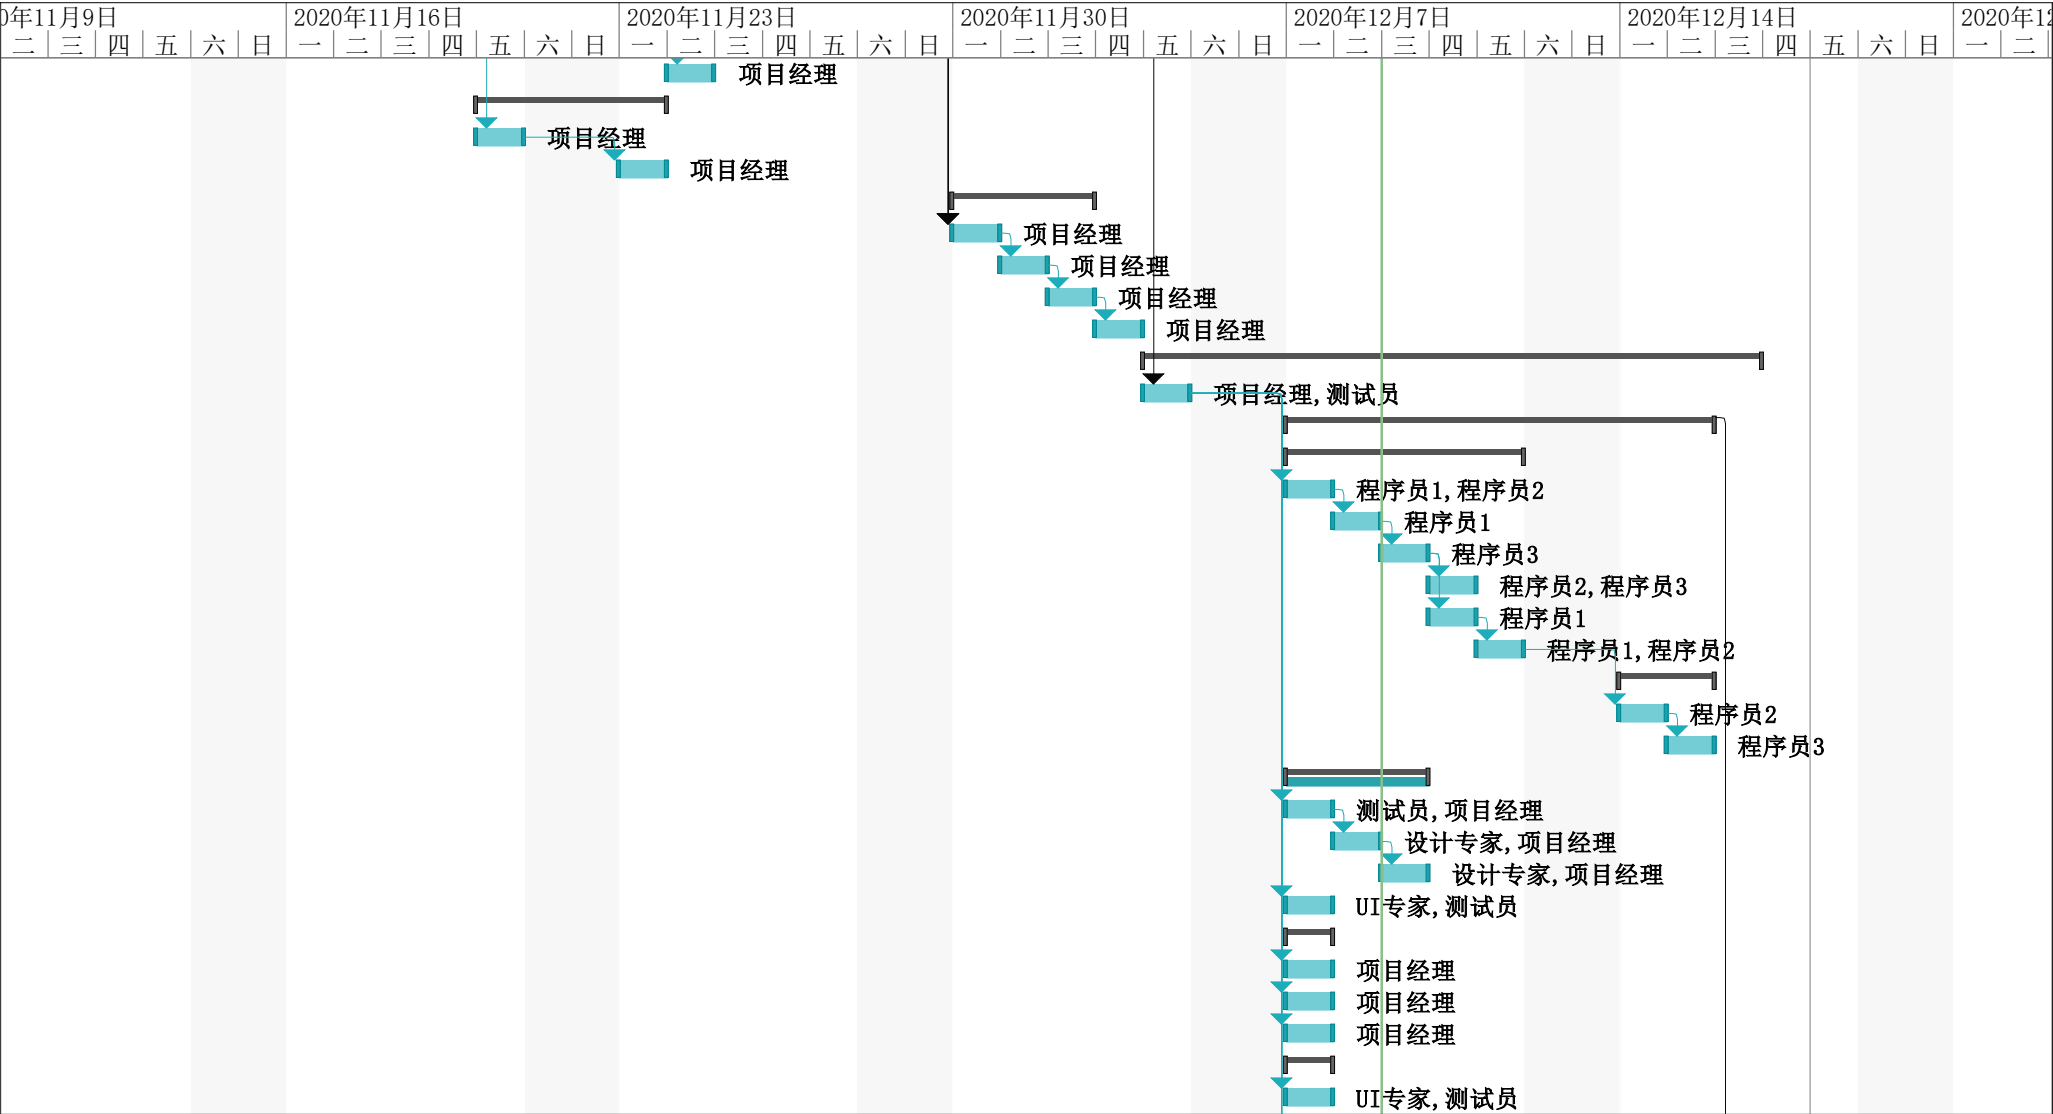 0年11月9日 2020年11月16日 2020年11月23日 2020年11月30日 2020年12月7日 2020年12月14日 2020年12
二 三 四 五 六 日 一 二 三 四 五 六 日 一 二 三 四 五 六 日 一 二 三 四 五 六 日 一 二 三 四 五 六 日 一 二 三 四 五 六 日 一 二
项目经理
项目经理
项目经理
项目经理
项目经理
项目经理
项目经理
项目经理,测试员
程序员1,程序员2
程序员1
程序员3
程序员2,程序员3
程序员1
程序员1,程序员2
程序员2
程序员3
测试员,项目经理
设计专家,项目经理
设计专家,项目经理
UI专家,测试员
项目经理
项目经理
项目经理
UI专家,测试员